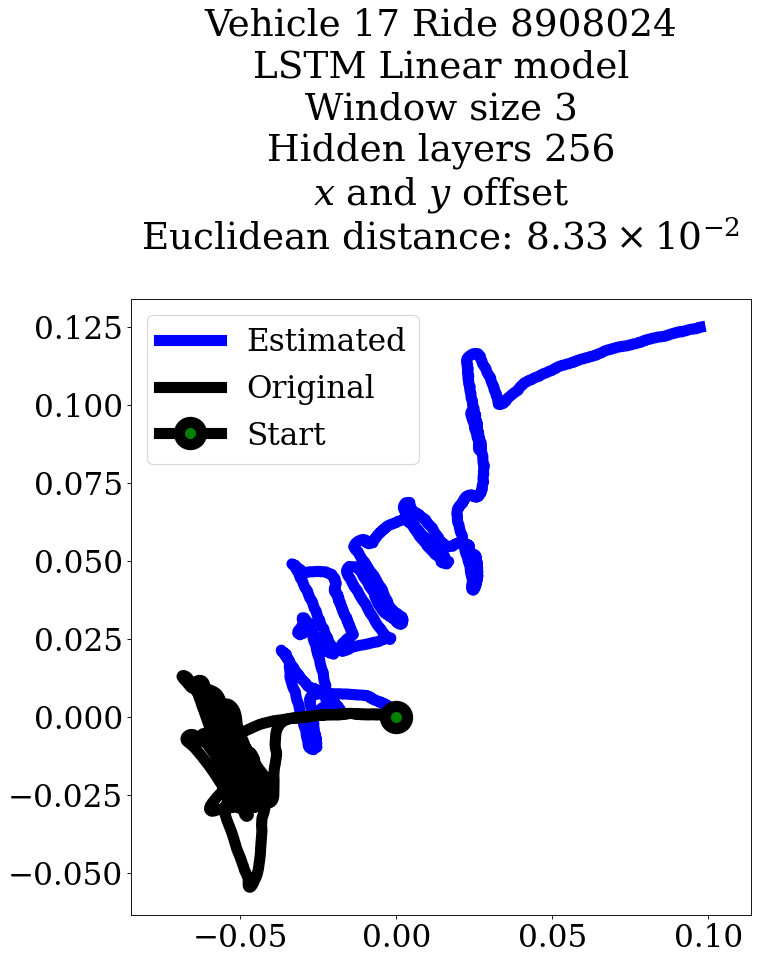 Vehicle 17 Ride 8908024
LSTM Linear model
Window size 3
Hidden layers 256
x and y offset
Euclidean distance: 8.33 × 10⁻²
Estimated
Original
Start
0.125
0.100
0.075
0.050
0.025
0.000
−0.025
−0.050
−0.05 0.00 0.05 0.10